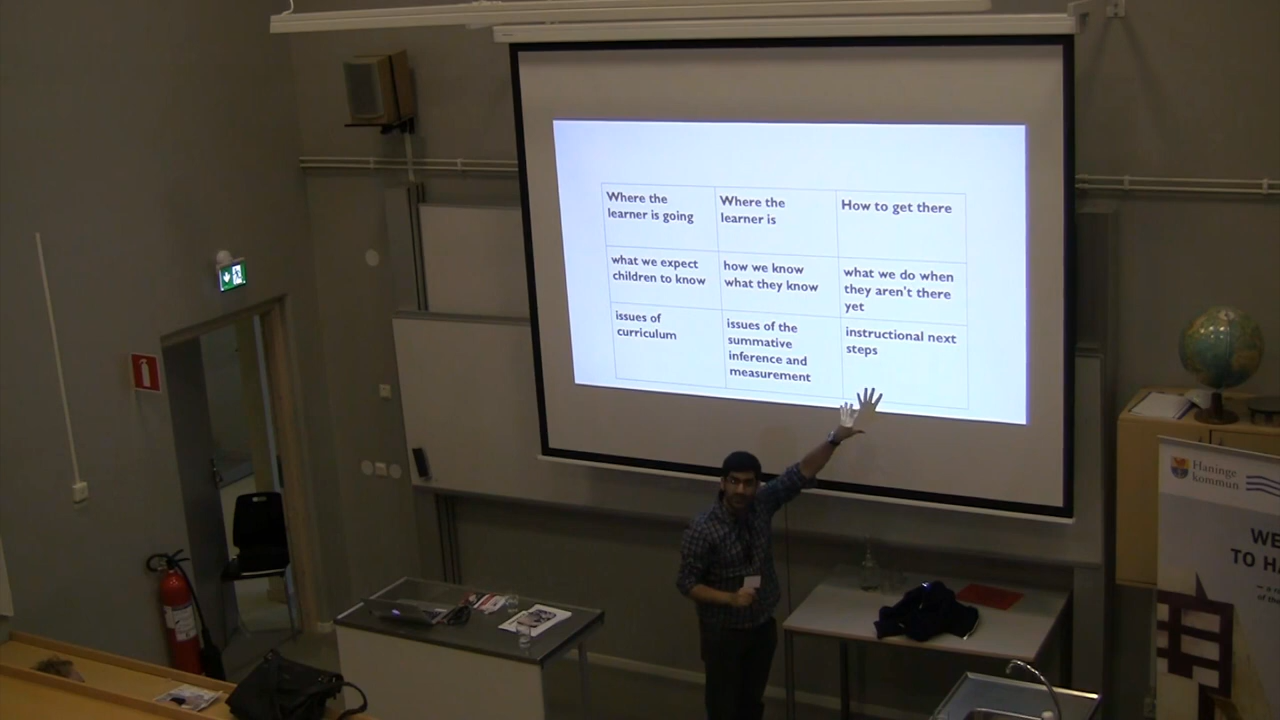 Where the
learner is going
Where the
learner is
How to get there
what we expect
children to know
how we know
what they know
what we do when
they aren't there
yet
issues of
curriculum
issues of the
summative
inference and
measurement
instructional next
steps
Haninge
kommun
WE
TO HA